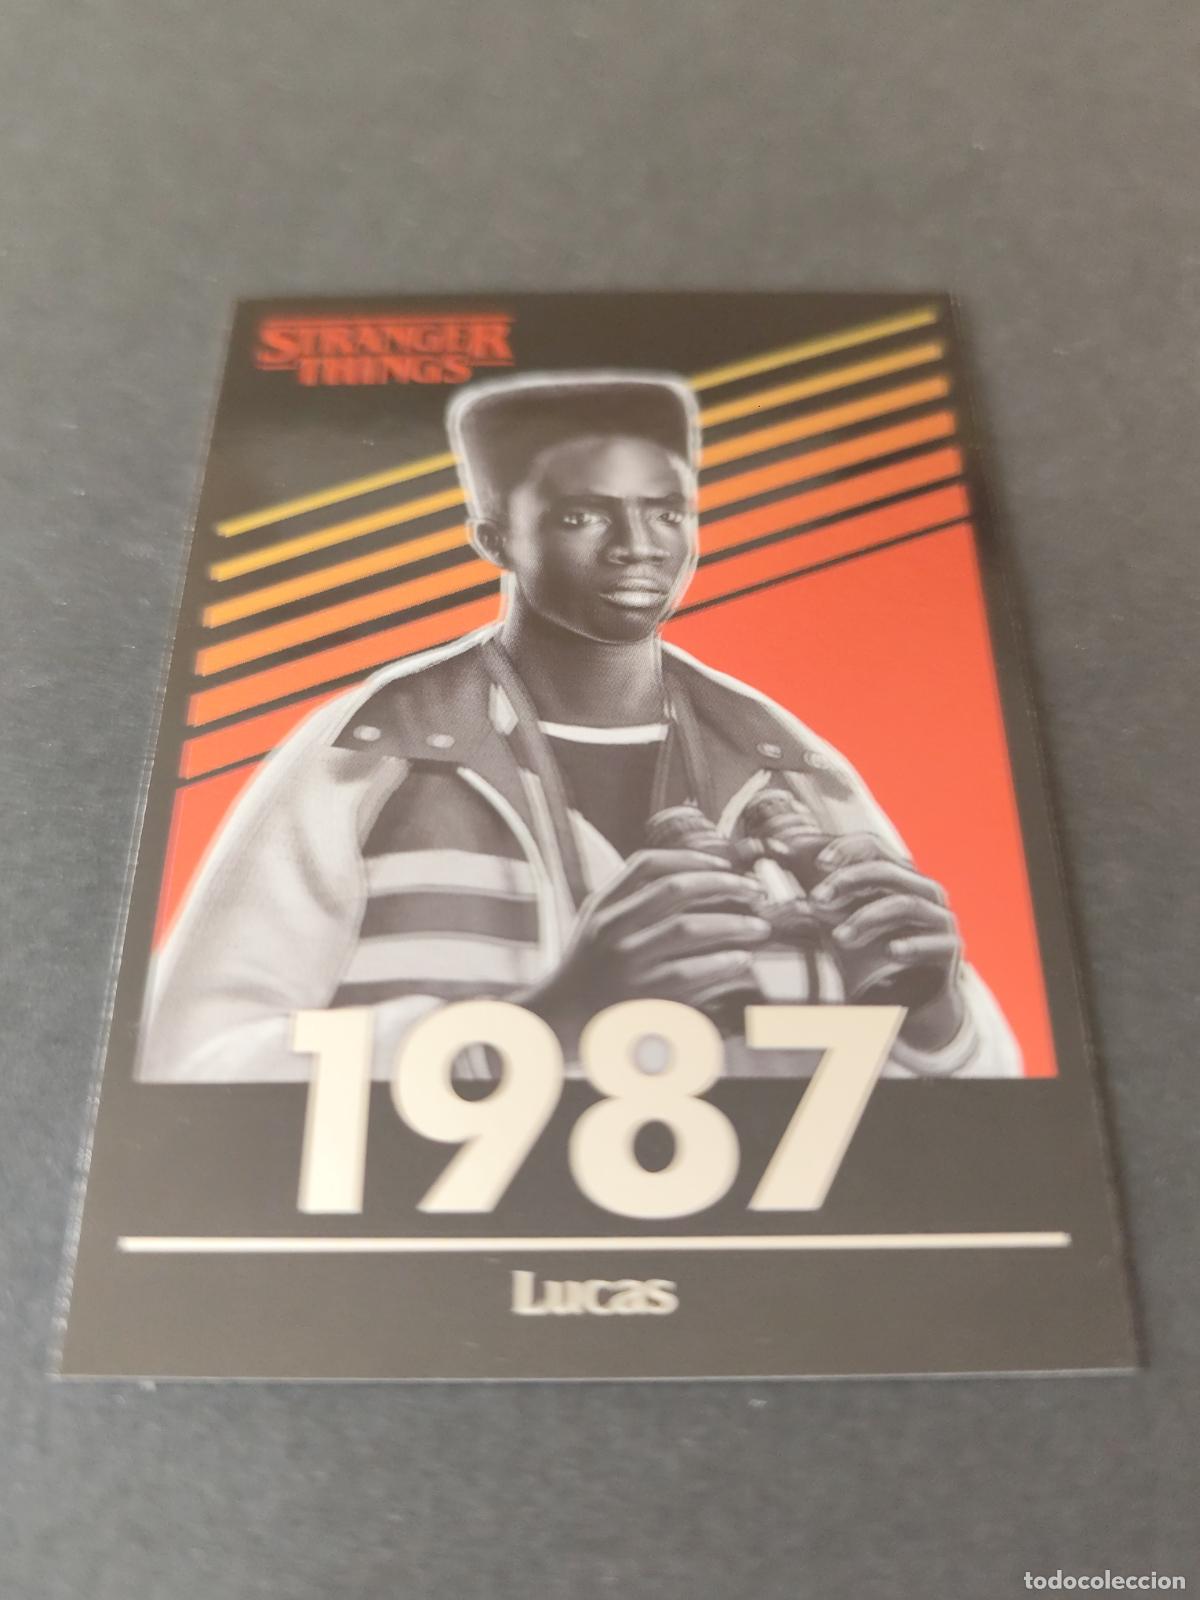 STRANGER
THINGS
1987
Lucas
todocoleccion